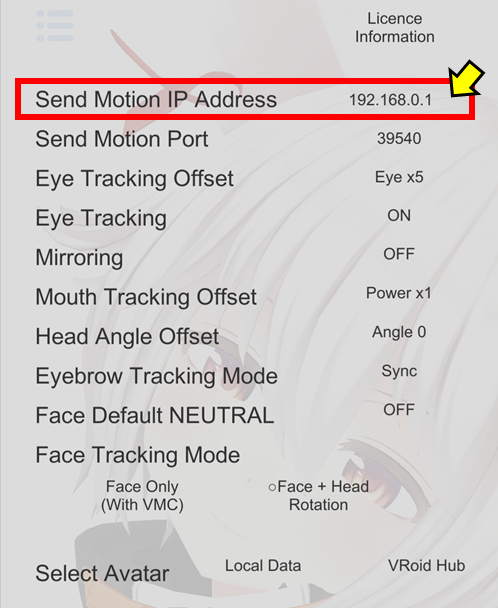 Licence
Information
Send Motion IP Address 192.168.0.1
Send Motion Port 39540
Eye Tracking Offset Eye x5
Eye Tracking ON
Mirroring OFF
Mouth Tracking Offset Power x1
Head Angle Offset Angle 0
Eyebrow Tracking Mode Sync
Face Default NEUTRAL OFF
Face Tracking Mode
Face Only
(With VMC)
○Face + Head
Rotation
Select Avatar Local Data VRoid Hub